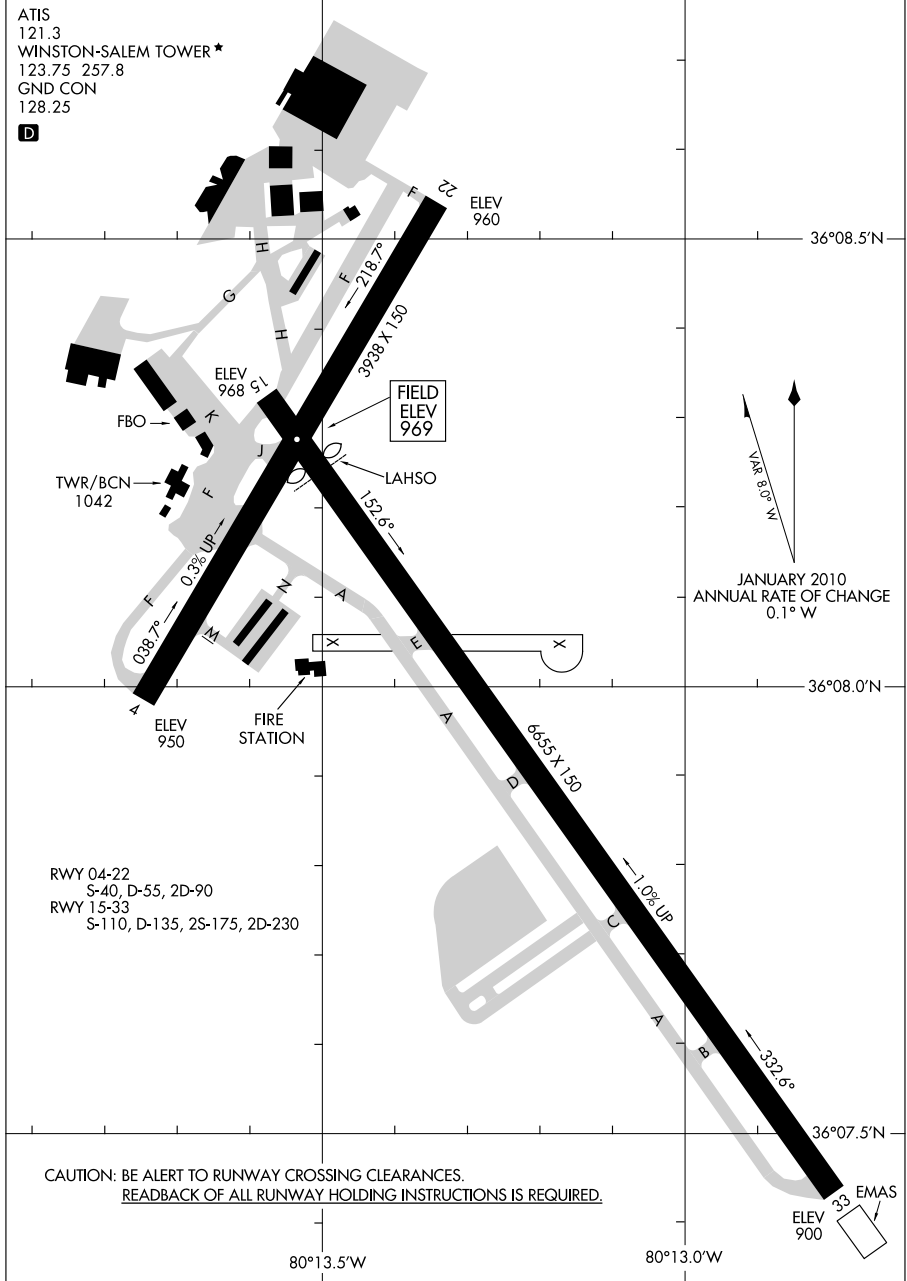 ATIS
121.3
WINSTON-SALEM TOWER★
123.75 257.8
GND CON
128.25
D
F
22
ELEV
960
36°08.5'N
H
G
F
218.7°
H
3938 X 150
ELEV
968
15
FIELD
ELEV
969
FBO
K
J
LAHSO
TWR/BCN
1042
F
152.6°
VAR 8.0° W
0.3% UP
JANUARY 2010
ANNUAL RATE OF CHANGE
0.1° W
N
A
F
038.7°
M
X
E
X
36°08.0'N
4
ELEV
950
FIRE
STATION
A
6655 X 150
D
RWY 04-22
S-40, D-55, 2D-90
RWY 15-33
S-110, D-135, 2S-175, 2D-230
1.0% UP
C
A
B
332.6°
36°07.5'N
CAUTION: BE ALERT TO RUNWAY CROSSING CLEARANCES.
READBACK OF ALL RUNWAY HOLDING INSTRUCTIONS IS REQUIRED.
33
EMAS
ELEV
900
80°13.5'W
80°13.0'W